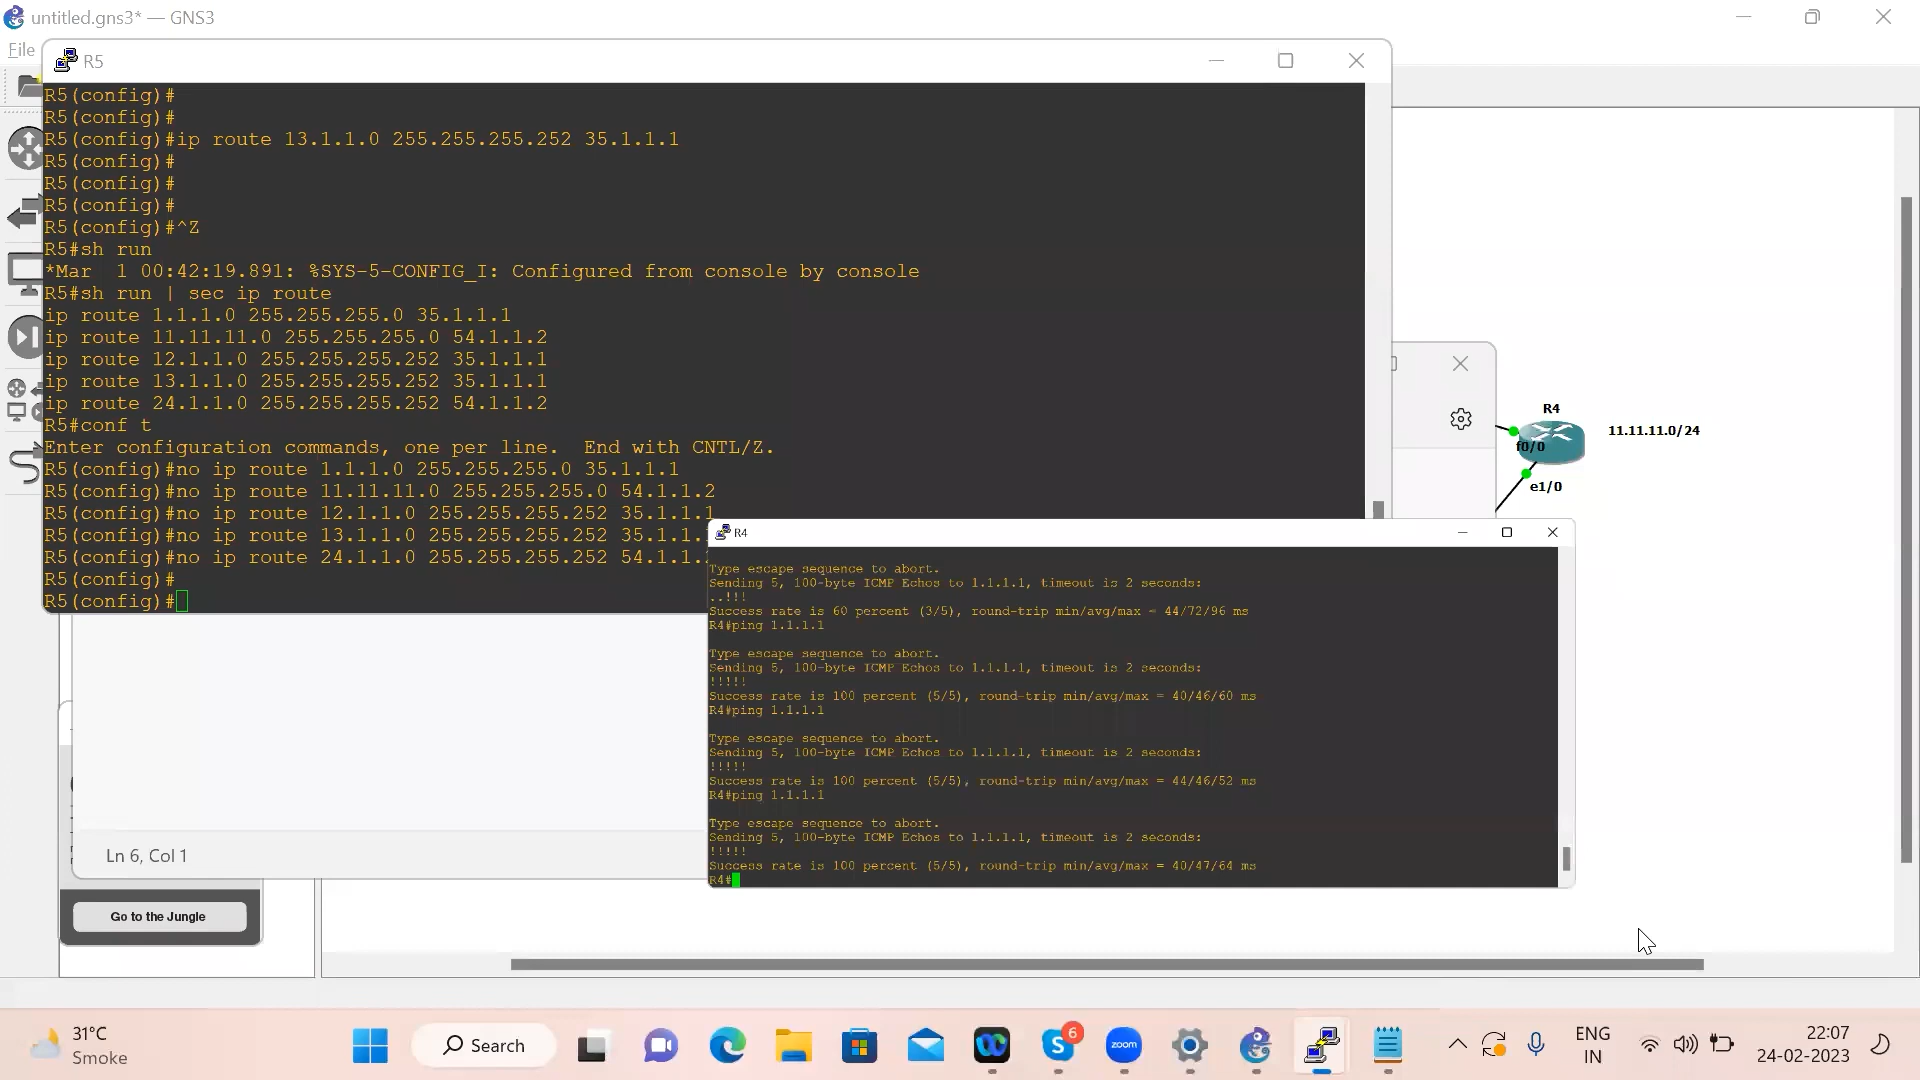 untitled.gns3* — GNS3
File
R5
R5(config)#
R5(config)#
R5(config)#ip route 13.1.1.0 255.255.255.252 35.1.1.1
R5(config)#
R5(config)#
R5(config)#
R5(config)#^Z
R5#sh run
*Mar  1 00:42:19.891: %SYS-5-CONFIG_I: Configured from console by console
R5#sh run | sec ip route
ip route 1.1.1.0 255.255.255.0 35.1.1.1
ip route 11.11.11.0 255.255.255.0 54.1.1.2
ip route 12.1.1.0 255.255.255.252 35.1.1.1
ip route 13.1.1.0 255.255.255.252 35.1.1.1
ip route 24.1.1.0 255.255.255.252 54.1.1.2
R5#conf t
Enter configuration commands, one per line.  End with CNTL/Z.
R5(config)#no ip route 1.1.1.0 255.255.255.0 35.1.1.1
R5(config)#no ip route 11.11.11.0 255.255.255.0 54.1.1.2
R5(config)#no ip route 12.1.1.0 255.255.255.252 35.1.1.1
R5(config)#no ip route 13.1.1.0 255.255.255.252 35.1.1.
R5(config)#no ip route 24.1.1.0 255.255.255.252 54.1.1.
R5(config)#
R5(config)#
R4
f0/0
11.11.11.0/24
e1/0
R4
Type escape sequence to abort.
Sending 5, 100-byte ICMP Echos to 1.1.1.1, timeout is 2 seconds:
..!!!
Success rate is 60 percent (3/5), round-trip min/avg/max = 44/72/96 ms
R4#ping 1.1.1.1
Type escape sequence to abort.
Sending 5, 100-byte ICMP Echos to 1.1.1.1, timeout is 2 seconds:
!!!!!
Success rate is 100 percent (5/5), round-trip min/avg/max = 40/46/60 ms
R4#ping 1.1.1.1
Type escape sequence to abort.
Sending 5, 100-byte ICMP Echos to 1.1.1.1, timeout is 2 seconds:
!!!!!
Success rate is 100 percent (5/5), round-trip min/avg/max = 44/46/52 ms
R4#ping 1.1.1.1
Type escape sequence to abort.
Sending 5, 100-byte ICMP Echos to 1.1.1.1, timeout is 2 seconds:
!!!!!
Success rate is 100 percent (5/5), round-trip min/avg/max = 40/47/64 ms
R4#
Ln 6, Col 1
Go to the Jungle
31°C
Smoke
Search
6
zoom
ENG
IN
22:07
24-02-2023